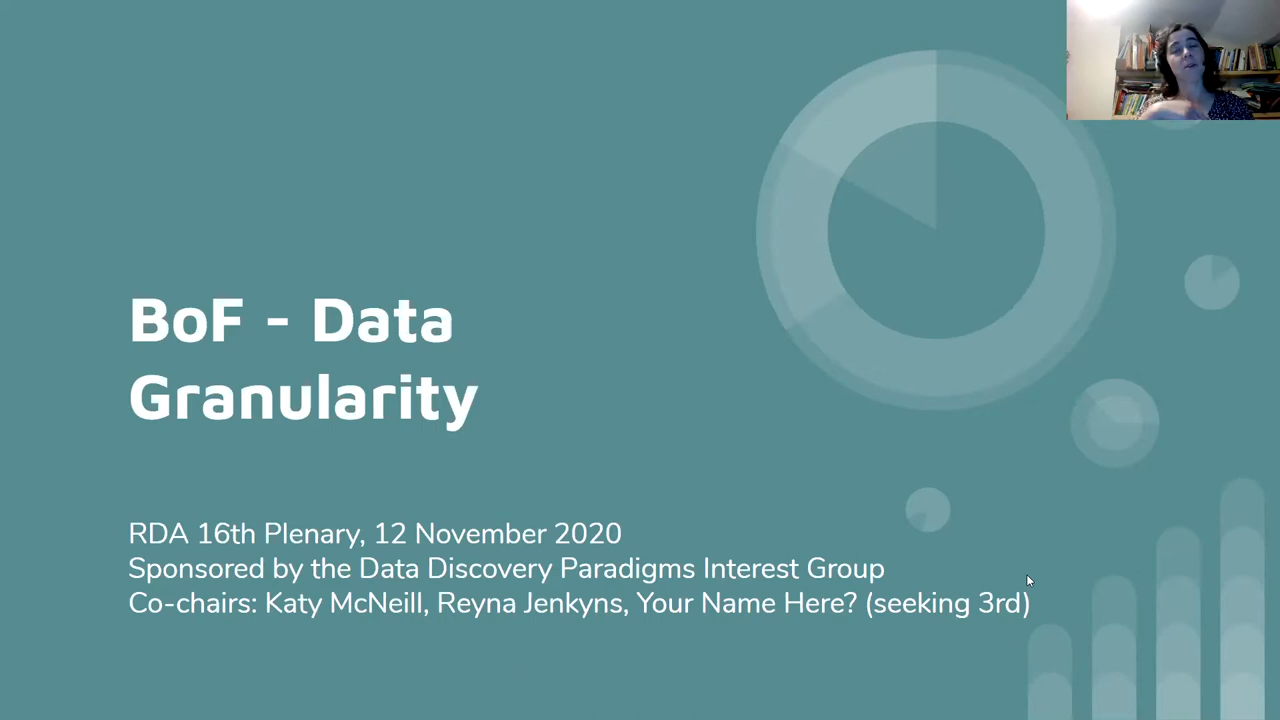 BoF - Data
Granularity
RDA 16th Plenary, 12 November 2020
Sponsored by the Data Discovery Paradigms Interest Group
Co-chairs: Katy McNeill, Reyna Jenkyns, Your Name Here? (seeking 3rd)